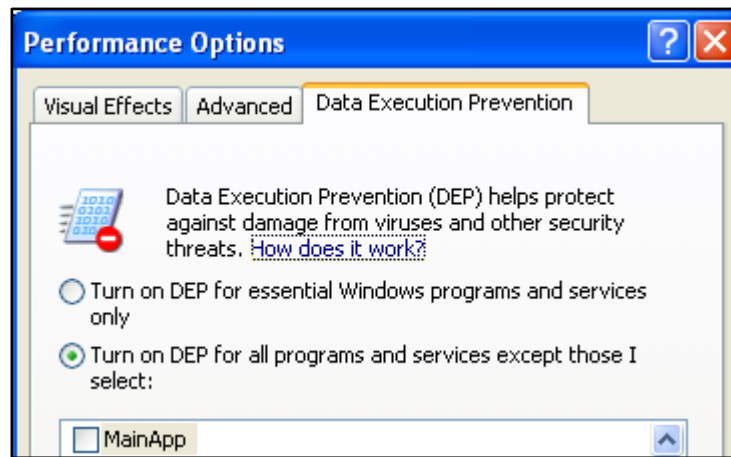 Performance Options
Visual Effects Advanced Data Execution Prevention
Data Execution Prevention (DEP) helps protect
against damage from viruses and other security
threats. How does it work?
Turn on DEP for essential Windows programs and services
only
Turn on DEP for all programs and services except those I
select:
MainApp